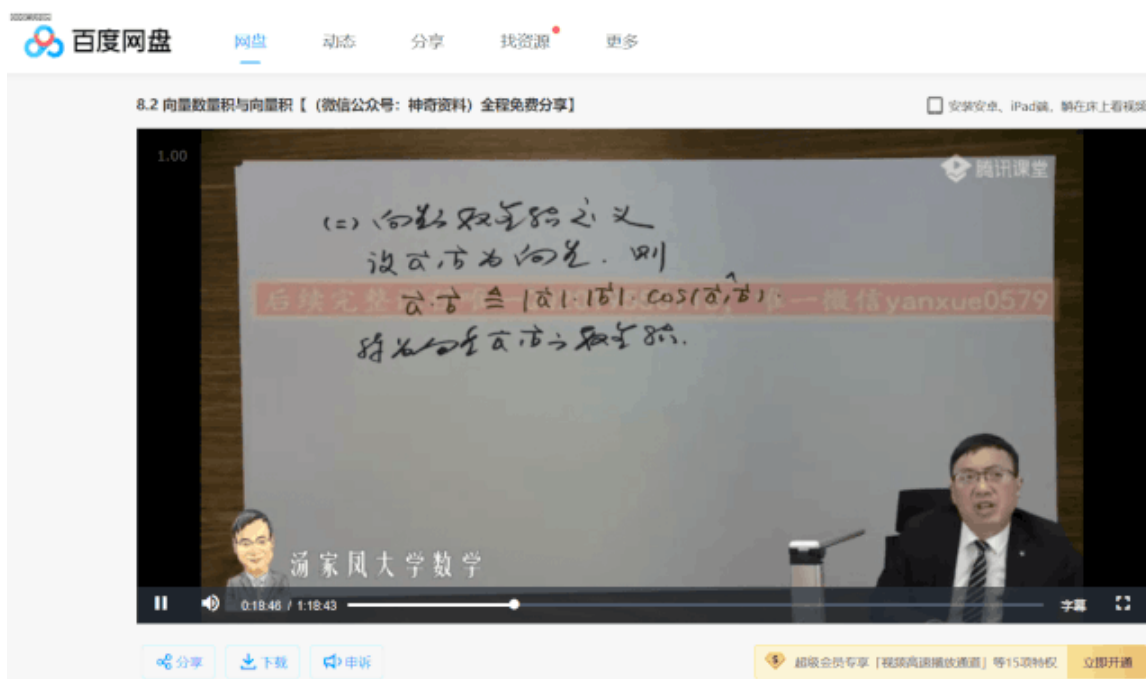 百度网盘
网盘 动态 分享 找资源 更多
8.2 向量数量积与向量积【(微信公众号:神奇资料)全程免费分享】
安装安卓、iPad端,躺在床上看视频
1.00
腾讯课堂
(二)、向量数量积定义
设 a⃗,b⃗ 为向量.则
后续完整 唯一微信yanxue0579
a⃗·b⃗ ≜ |a⃗|·|b⃗|·cos(a⃗,^b⃗).
称为向量 a⃗,b⃗ 之数量积.
汤家凤大学数学
0:18:46 / 1:18:43
字幕
分享 下载 申诉
超级会员专享「视频高速播放通道」等15项特权 立即开通